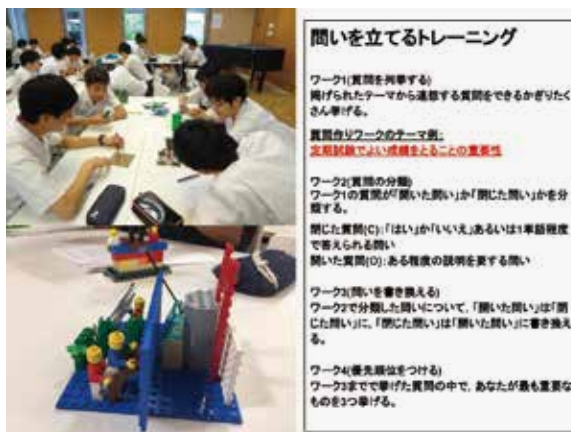 問いを立てるトレーニング
ワーク1(質問を列挙する)
掲げられたテーマから連想する質問をできるかぎりたく
さん挙げる。
質問作りワークのテーマ例:
定期試験でよい成績をとることの重要性
ワーク2(質問の分類)
ワーク1の質問が「開いた問い」か「閉じた問い」かを分
類する。
閉じた質問(C):「はい」か「いいえ」あるいは1単語程度
で答えられる問い
開いた質問(O):ある程度の説明を要する問い
ワーク3(問いを書き換える)
ワーク2で分類した問いについて、「開いた問い」は「閉
じた問い」に、「閉じた問い」は「開いた問い」に書き換え
る。
ワーク4(優先順位をつける)
ワーク3までで挙げた質問の中で、あなたが最も重要な
ものを3つ挙げる。